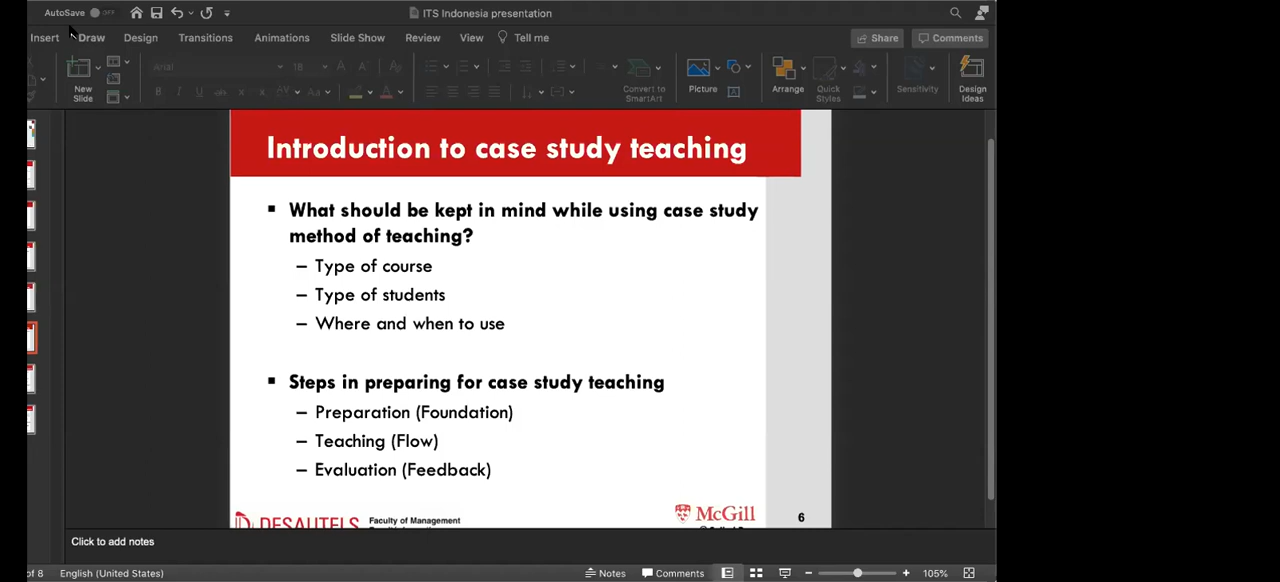 AutoSave OFF
ITS Indonesia presentation
Insert Draw Design Transitions Animations Slide Show Review View Tell me
Share Comments
Arial 18
New
Slide
Convert to
SmartArt
Picture
Arrange
Quick
Styles
Sensitivity
Design
Ideas
Introduction to case study teaching
▪ What should be kept in mind while using case study
method of teaching?
– Type of course
– Type of students
– Where and when to use
▪ Steps in preparing for case study teaching
– Preparation (Foundation)
– Teaching (Flow)
– Evaluation (Feedback)
DESAUTELS Faculty of Management
McGill
6
Click to add notes
of 8 English (United States) Notes Comments 105%